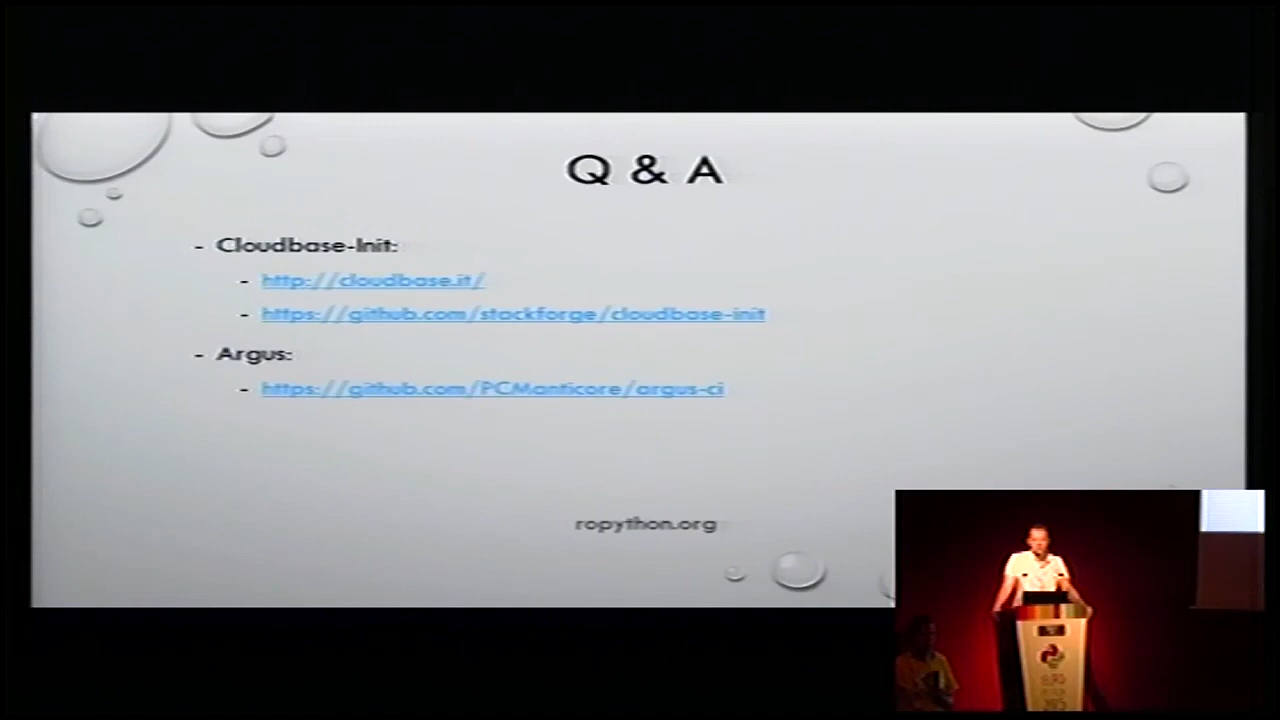 Q & A
- Cloudbase-Init:
- http://cloudbase.it/
- https://github.com/stackforge/cloudbase-init
- Argus:
- https://github.com/PCManticore/argus-ci
ropython.org